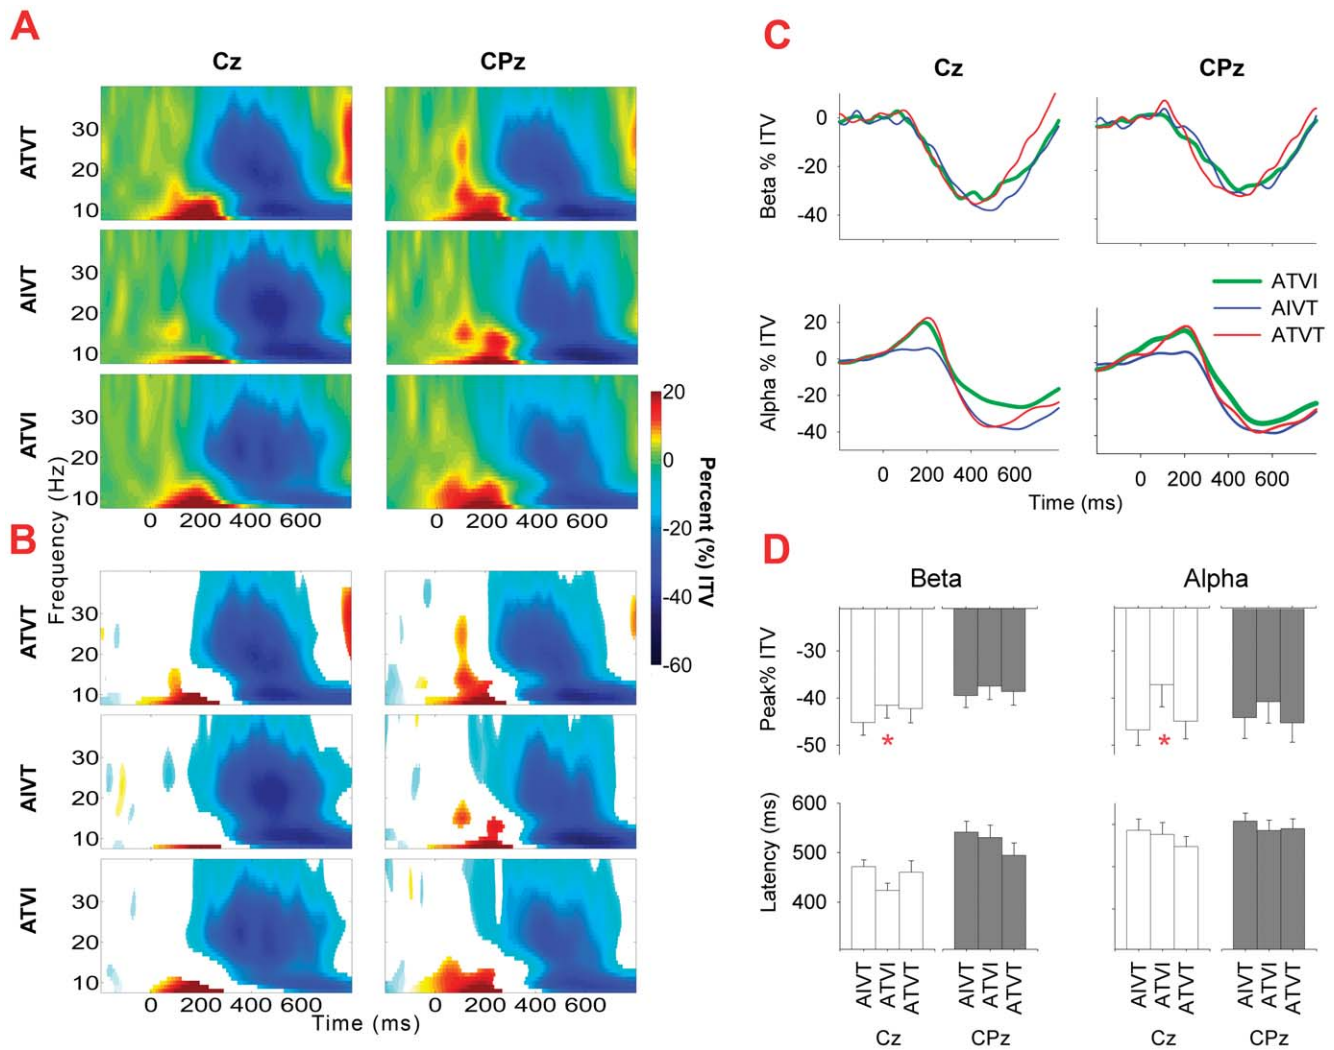 A
Cz
CPz
ATVT
30
20
10
AIVT
30
20
10
ATVI
30
20
10
0 200 400 600
0 200 400 600
Frequency (Hz)
20
0
-20
-40
-60
Percent (%) ITV
B
ATVT
30
20
10
AIVT
30
20
10
ATVI
30
20
10
0 200 400 600
0 200 400 600
Time (ms)
C
Cz
CPz
Beta % ITV
0
-20
-40
ATVI
AIVT
ATVT
Alpha % ITV
20
0
-20
-40
0 200 400 600
0 200 400 600
Time (ms)
D
Beta
Alpha
Peak% ITV
-30
-40
-50
*
*
Latency (ms)
600
500
400
AIVT ATVI ATVT
AIVT ATVI ATVT
AIVT ATVI ATVT
AIVT ATVI ATVT
Cz
CPz
Cz
CPz